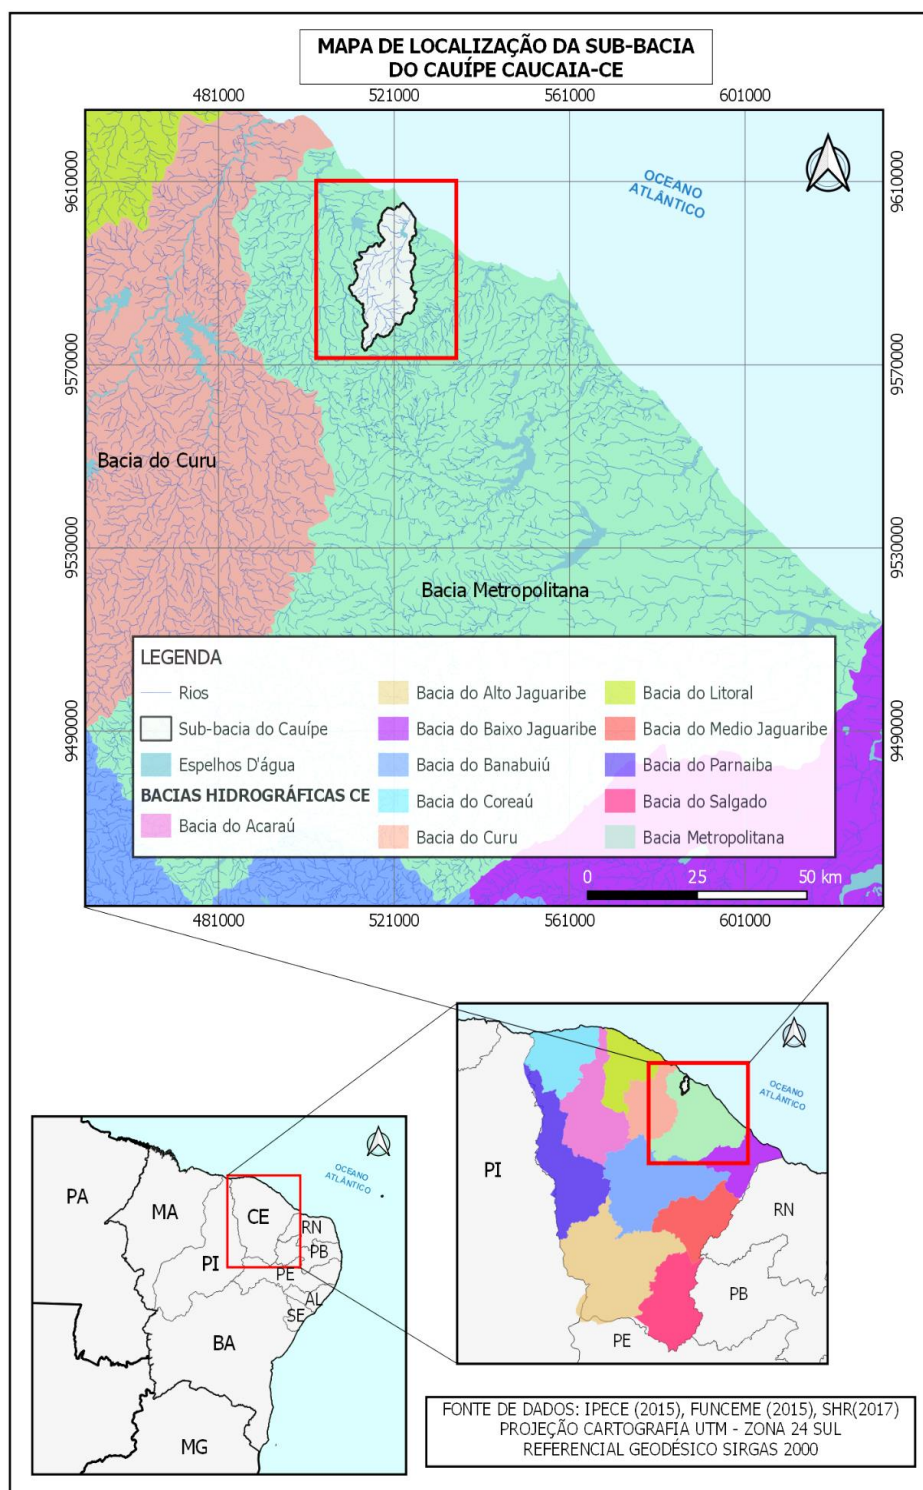 MAPA DE LOCALIZAÇÃO DA SUB-BACIA
DO CAUÍPE CAUCAIA-CE
481000
521000
561000
601000
9610000
9610000
OCEANO
ATLÂNTICO
9570000
9570000
Bacia do Curu
9530000
9530000
Bacia Metropolitana
LEGENDA
Rios
Sub-bacia do Cauípe
Espelhos D'água
BACIAS HIDROGRÁFICAS CE
Bacia do Acaraú
Bacia do Alto Jaguaribe
Bacia do Baixo Jaguaribe
Bacia do Banabuiú
Bacia do Coreaú
Bacia do Curu
Bacia do Litoral
Bacia do Medio Jaguaribe
Bacia do Parnaiba
Bacia do Salgado
Bacia Metropolitana
9490000
9490000
0
25
50 km
481000
521000
561000
601000
OCEANO
ATLÂNTICO
PI
RN
PB
PE
OCEANO
ATLÂNTICO
PA
MA
CE
RN
PI
PB
PE
AL
SE
BA
MG
FONTE DE DADOS: IPECE (2015), FUNCEME (2015), SHR(2017)
PROJEÇÃO CARTOGRAFIA UTM - ZONA 24 SUL
REFERENCIAL GEODÉSICO SIRGAS 2000